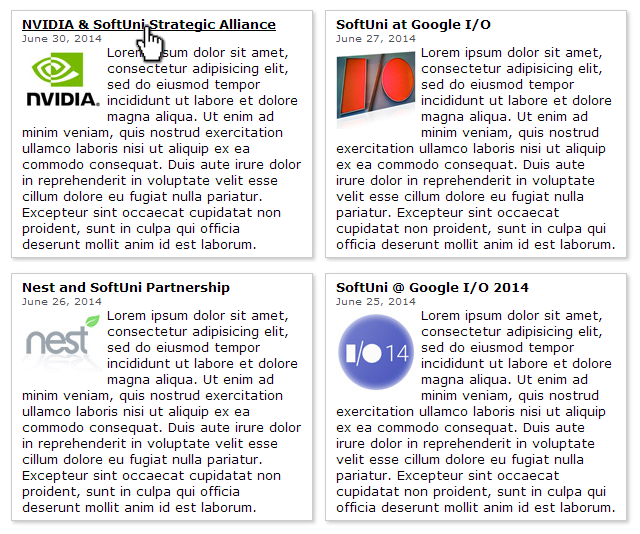 NVIDIA & SoftUni Strategic Alliance
June 30, 2014
NVIDIA.
Lorem ipsum dolor sit amet,
consectetur adipisicing elit,
sed do eiusmod tempor
incididunt ut labore et dolore
magna aliqua. Ut enim ad
minim veniam, quis nostrud exercitation
ullamco laboris nisi ut aliquip ex ea
commodo consequat. Duis aute irure dolor
in reprehenderit in voluptate velit esse
cillum dolore eu fugiat nulla pariatur.
Excepteur sint occaecat cupidatat non
proident, sunt in culpa qui officia
deserunt mollit anim id est laborum.
SoftUni at Google I/O
June 27, 2014
Lorem ipsum dolor sit amet,
consectetur adipisicing elit,
sed do eiusmod tempor
incididunt ut labore et dolore
magna aliqua. Ut enim ad
minim veniam, quis nostrud
exercitation ullamco laboris nisi ut aliquip
ex ea commodo consequat. Duis aute
irure dolor in reprehenderit in voluptate
velit esse cillum dolore eu fugiat nulla
pariatur. Excepteur sint occaecat
cupidatat non proident, sunt in culpa qui
officia deserunt mollit anim id est laborum.
Nest and SoftUni Partnership
June 26, 2014
nest
Lorem ipsum dolor sit amet,
consectetur adipisicing elit,
sed do eiusmod tempor
incididunt ut labore et dolore
magna aliqua. Ut enim ad
minim veniam, quis nostrud exercitation
ullamco laboris nisi ut aliquip ex ea
commodo consequat. Duis aute irure dolor
in reprehenderit in voluptate velit esse
cillum dolore eu fugiat nulla pariatur.
Excepteur sint occaecat cupidatat non
proident, sunt in culpa qui officia
deserunt mollit anim id est laborum.
SoftUni @ Google I/O 2014
June 25, 2014
I/O 14
Lorem ipsum dolor sit amet,
consectetur adipisicing elit,
sed do eiusmod tempor
incididunt ut labore et dolore
magna aliqua. Ut enim ad
minim veniam, quis nostrud
exercitation ullamco laboris nisi ut aliquip
ex ea commodo consequat. Duis aute
irure dolor in reprehenderit in voluptate
velit esse cillum dolore eu fugiat nulla
pariatur. Excepteur sint occaecat
cupidatat non proident, sunt in culpa qui
officia deserunt mollit anim id est laborum.